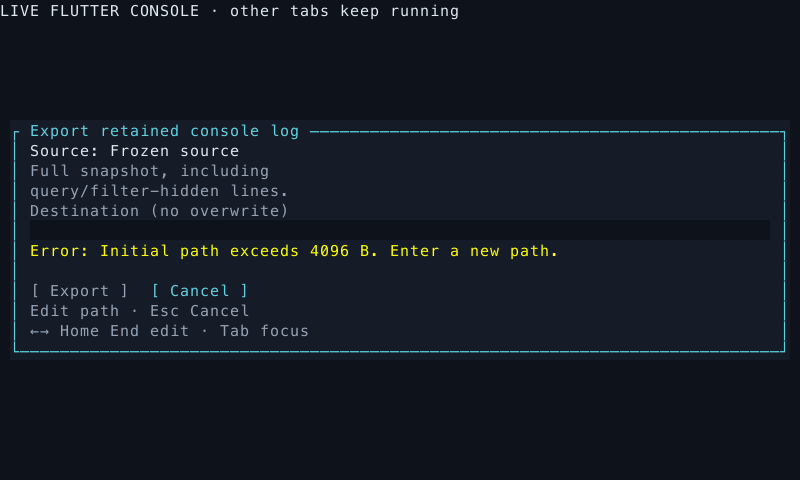 LIVE FLUTTER CONSOLE · other tabs keep running
Export retained console log
Source: Frozen source
Full snapshot, including
query/filter-hidden lines.
Destination (no overwrite)
Error: Initial path exceeds 4096 B. Enter a new path.
[ Export ]  [ Cancel ]
Edit path · Esc Cancel
←→ Home End edit · Tab focus